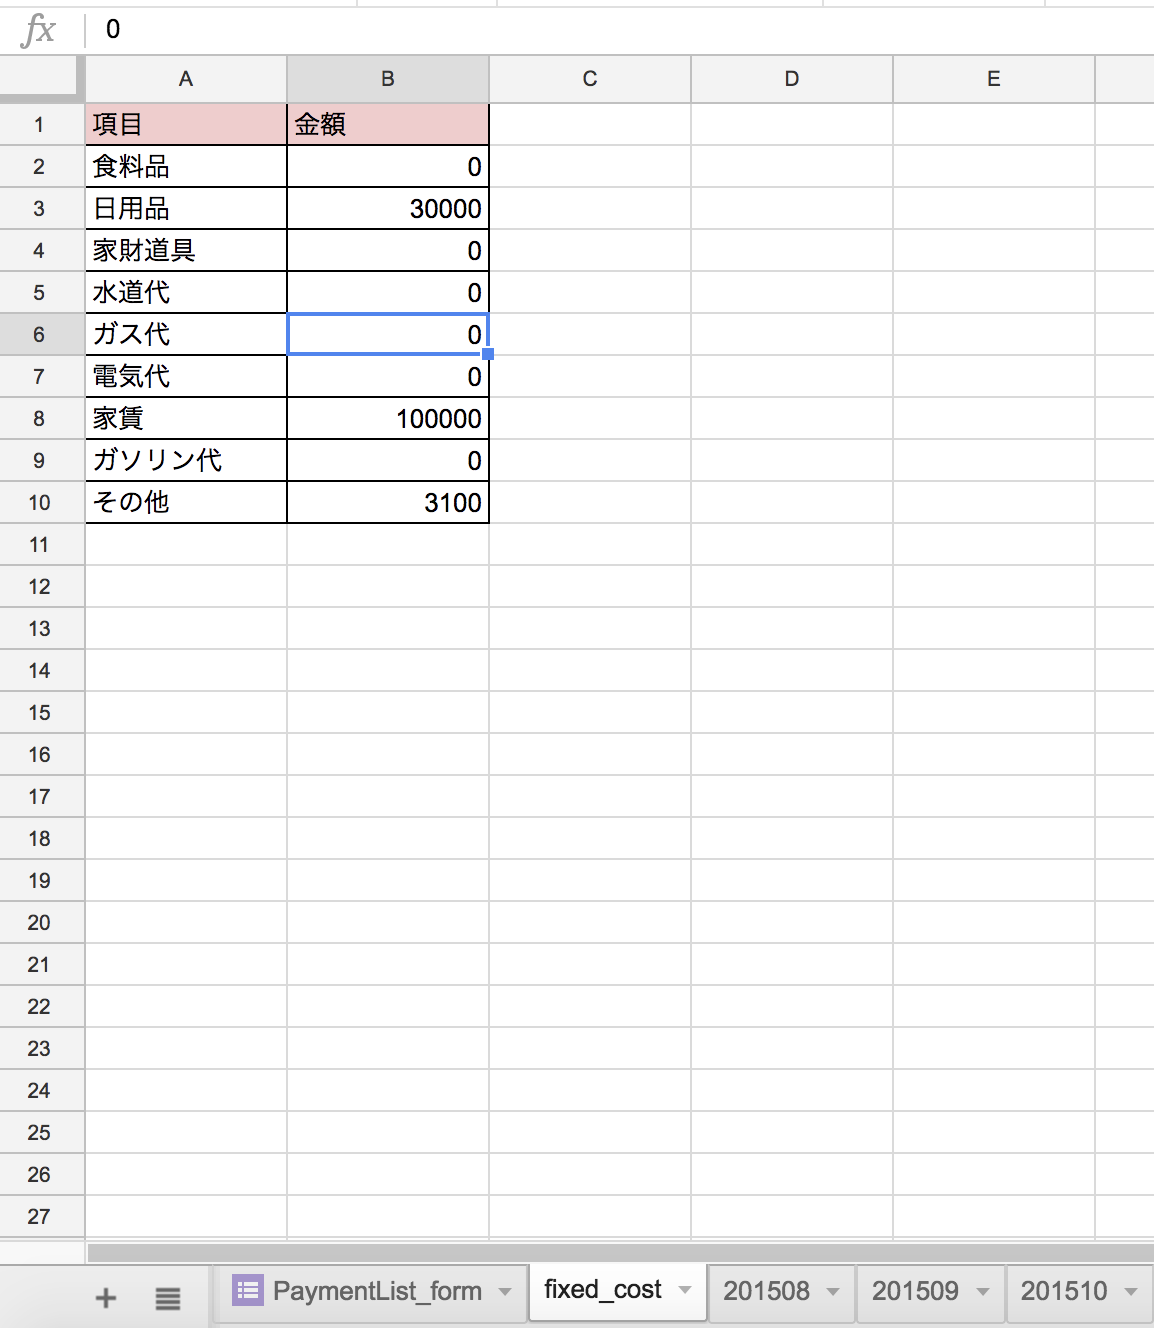 fx 0
A B C D E
1 項目 金額
2 食料品 0
3 日用品 30000
4 家財道具 0
5 水道代 0
6 ガス代 0
7 電気代 0
8 家賃 100000
9 ガソリン代 0
10 その他 3100
11
12
13
14
15
16
17
18
19
20
21
22
23
24
25
26
27
+ PaymentList_form fixed_cost 201508 201509 201510